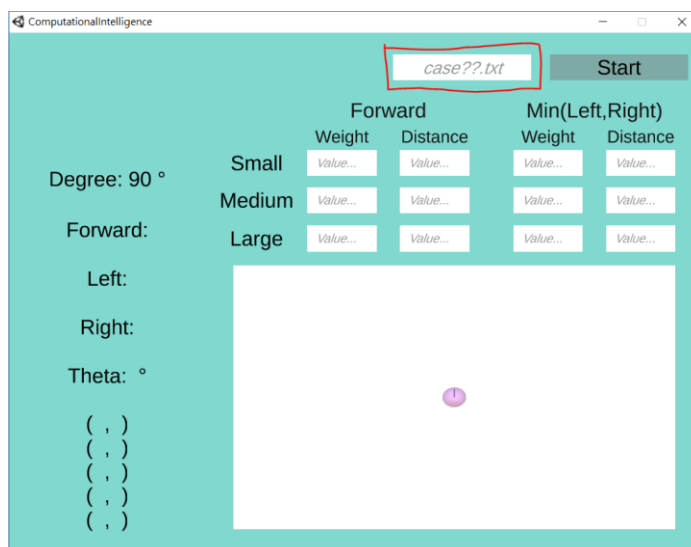 ComputationalIntelligence
case??.txt Start
Forward Min(Left,Right)
Weight Distance Weight Distance
Small Value... Value... Value... Value...
Medium Value... Value... Value... Value...
Large Value... Value... Value... Value...
Degree: 90 °
Forward:
Left:
Right:
Theta: °
( , )
( , )
( , )
( , )
( , )